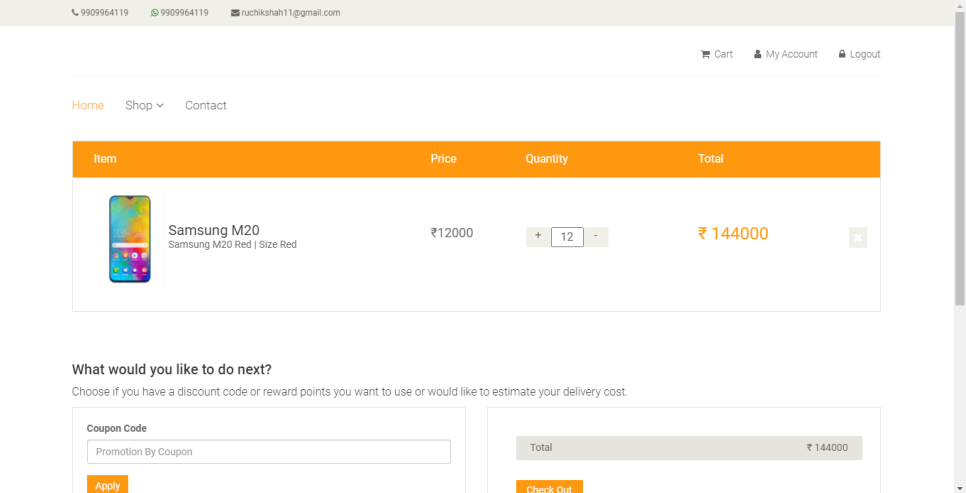 9909964119 9909964119 ruchikshah11@gmail.com
Cart My Account Logout
Home Shop Contact
Item Price Quantity Total
Samsung M20
Samsung M20 Red | Size Red
₹12000 + 12 - ₹ 144000
What would you like to do next?
Choose if you have a discount code or reward points you want to use or would like to estimate your delivery cost.
Coupon Code
Promotion By Coupon
Apply
Total ₹ 144000
Check Out